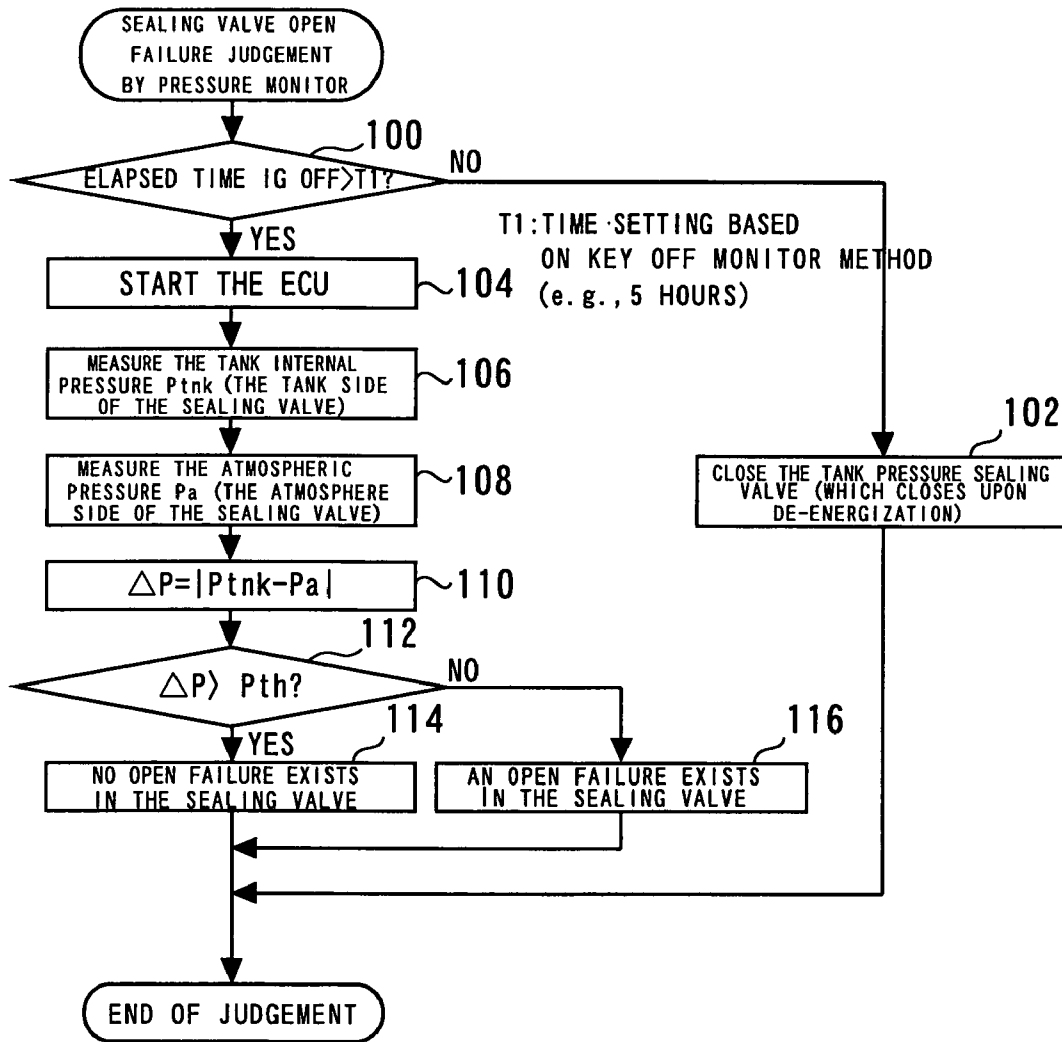 SEALING VALVE OPEN
FAILURE JUDGEMENT
BY PRESSURE MONITOR
100
ELAPSED TIME IG OFF>T1?
NO
YES
T1:TIME SETTING BASED
ON KEY OFF MONITOR METHOD
(e.g.,5 HOURS)
START THE ECU
104
MEASURE THE TANK INTERNAL
PRESSURE Ptnk (THE TANK SIDE
OF THE SEALING VALVE)
106
102
CLOSE THE TANK PRESSURE SEALING
VALVE (WHICH CLOSES UPON
DE-ENERGIZATION)
MEASURE THE ATMOSPHERIC
PRESSURE Pa (THE ATMOSPHERE
SIDE OF THE SEALING VALVE)
108
△P=|Ptnk-Pa|
110
112
△P> Pth?
NO
YES
114
NO OPEN FAILURE EXISTS
IN THE SEALING VALVE
116
AN OPEN FAILURE EXISTS
IN THE SEALING VALVE
END OF JUDGEMENT